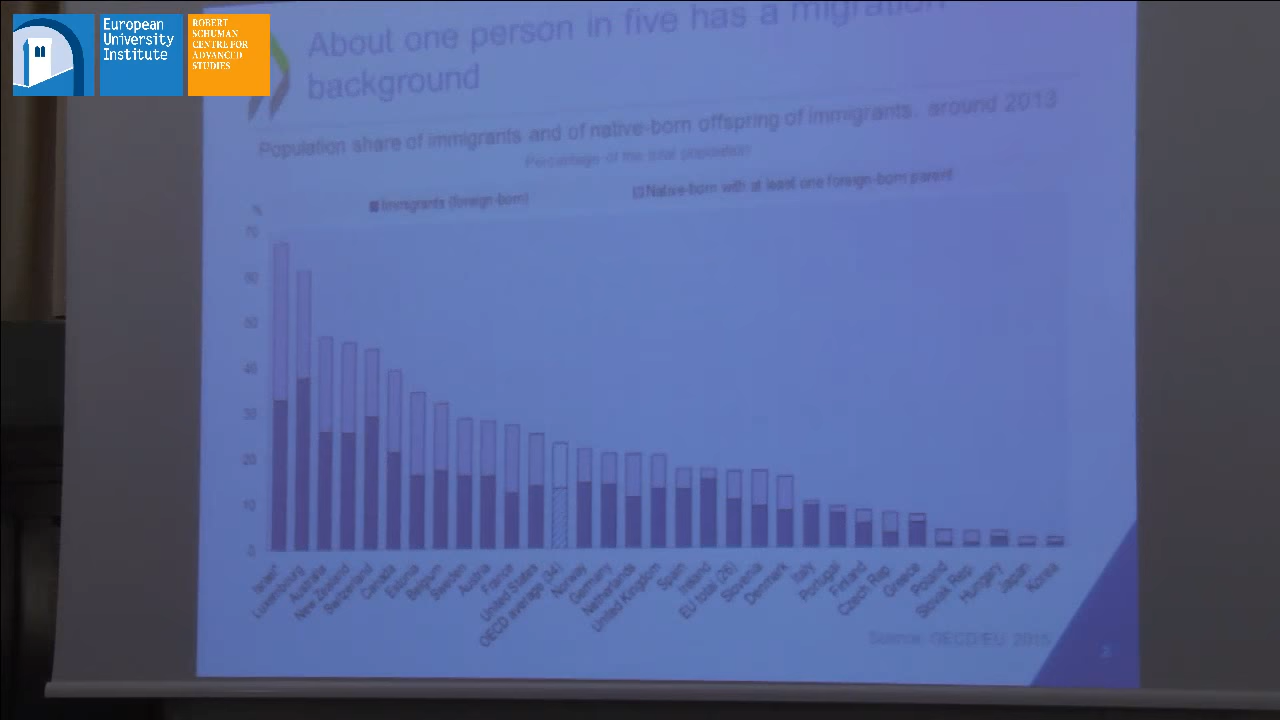 European
University
Institute
ROBERT
SCHUMAN
CENTRE FOR
ADVANCED
STUDIES
About one person in five has a migration
background
Population share of immigrants and of native-born offspring of immigrants, around 2013
Percentage of the total population
Immigrants (foreign-born)
Native-born with at least one foreign-born parent
%
70
60
50
40
30
20
10
0
Israel*
Luxembourg
Australia
New Zealand
Switzerland
Canada
Estonia
Belgium
Sweden
Austria
France
United States
OECD average (34)
Norway
Germany
Netherlands
United Kingdom
Spain
Ireland
EU total (28)
Slovenia
Denmark
Italy
Portugal
Finland
Czech Rep.
Greece
Poland
Slovak Rep.
Hungary
Japan
Korea
Source: OECD/EU, 2015
2